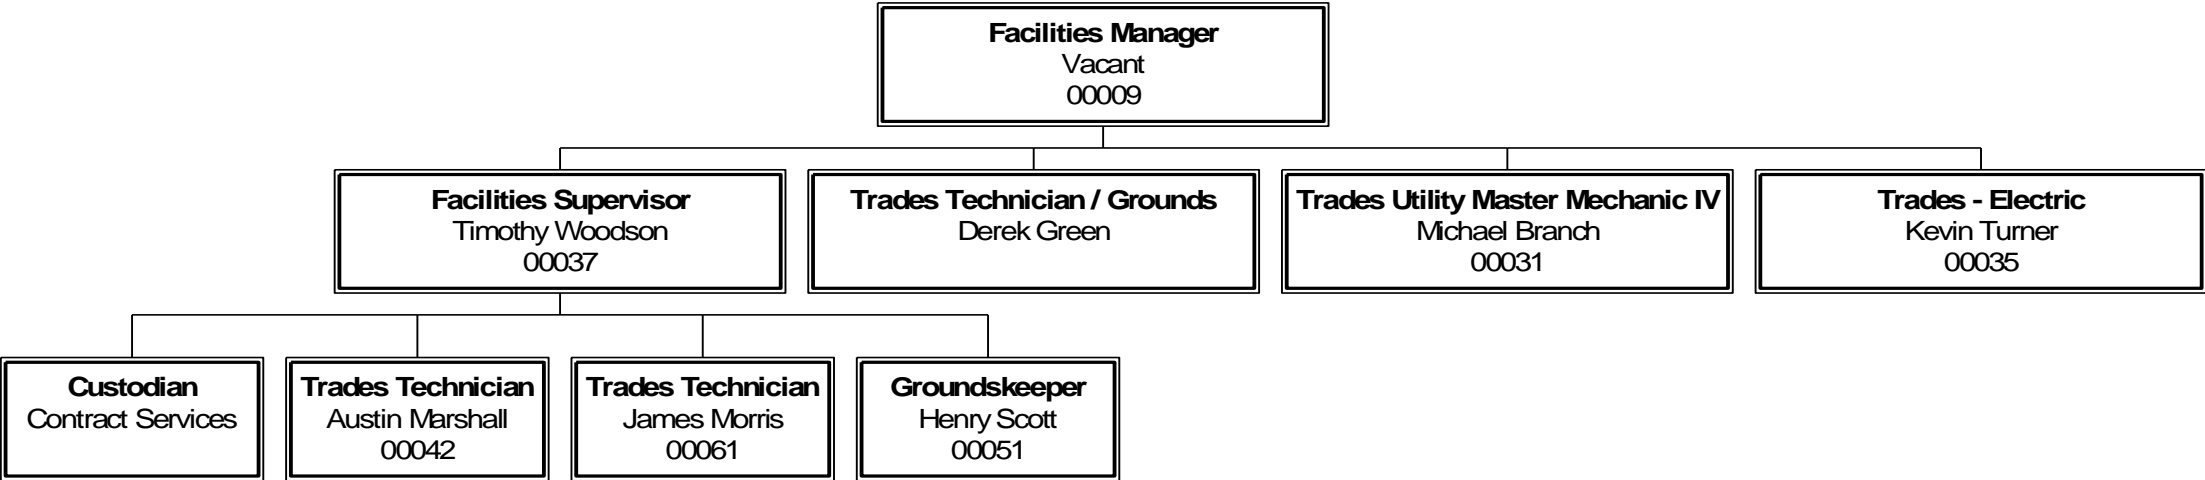 Facilities Manager
Vacant
00009
Facilities Supervisor
Timothy Woodson
00037
Trades Technician / Grounds
Derek Green
Trades Utility Master Mechanic IV
Michael Branch
00031
Trades - Electric
Kevin Turner
00035
Custodian
Contract Services
Trades Technician
Austin Marshall
00042
Trades Technician
James Morris
00061
Groundskeeper
Henry Scott
00051